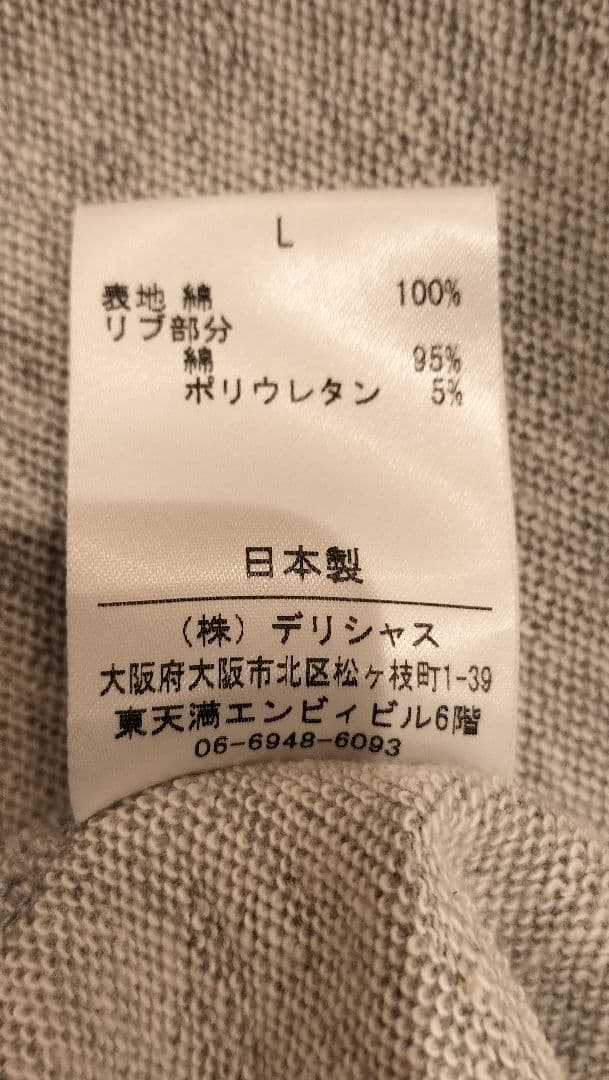 L
表地 綿 100%
リブ部分
綿 95%
ポリウレタン 5%
日本製
(株) デリシャス
大阪府大阪市北区松ヶ枝町1-39
東天満エンビィビル6階
06-6948-6093